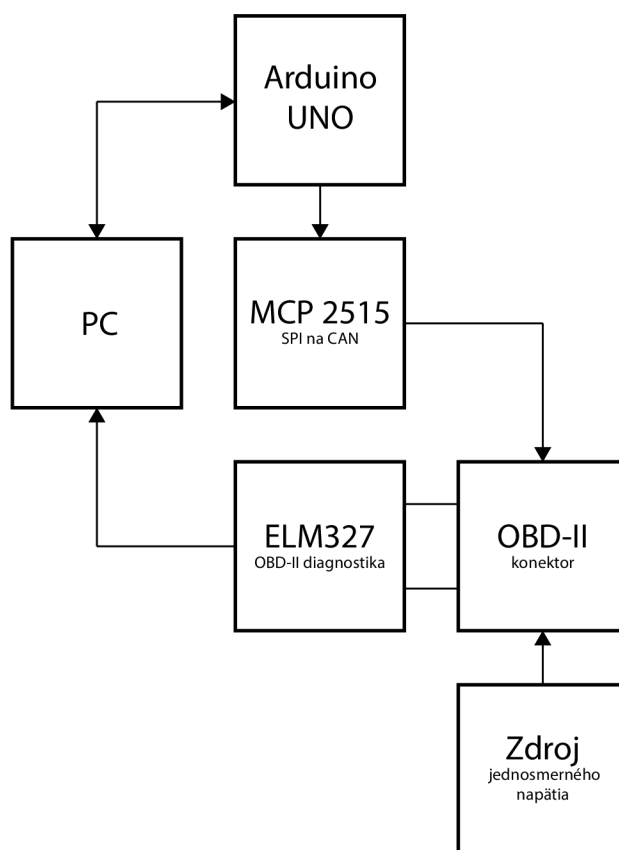 Arduino
UNO
PC
MCP 2515
SPI na CAN
ELM327
OBD-II diagnostika
OBD-II
konektor
Zdroj
jednosmerného
napätia